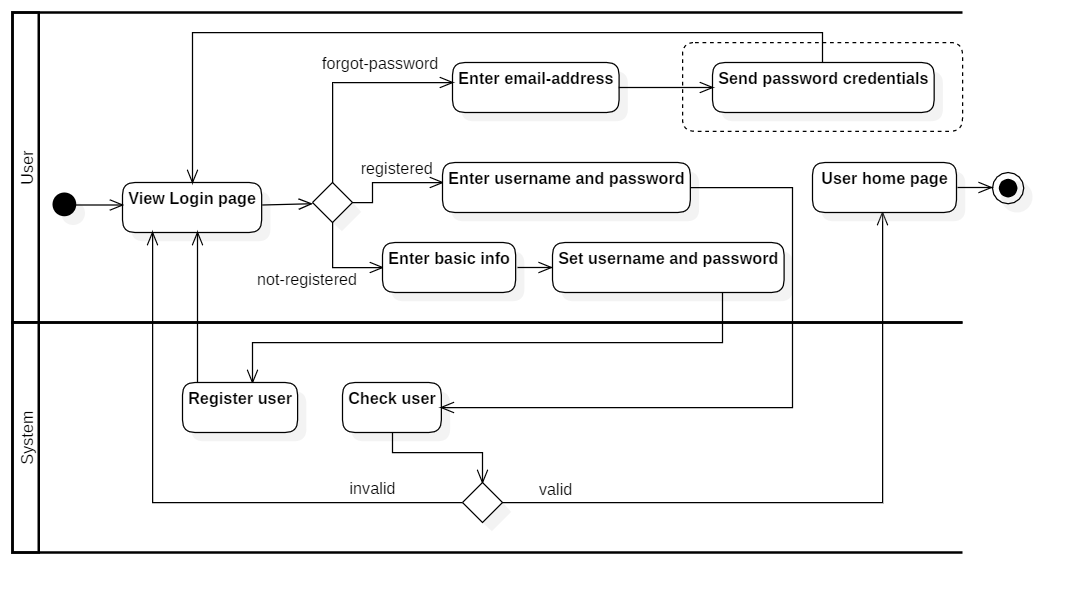 User
forgot-password
Enter email-address
Send password credentials
View Login page
registered
Enter username and password
User home page
not-registered
Enter basic info
Set username and password
System
Register user
Check user
invalid
valid